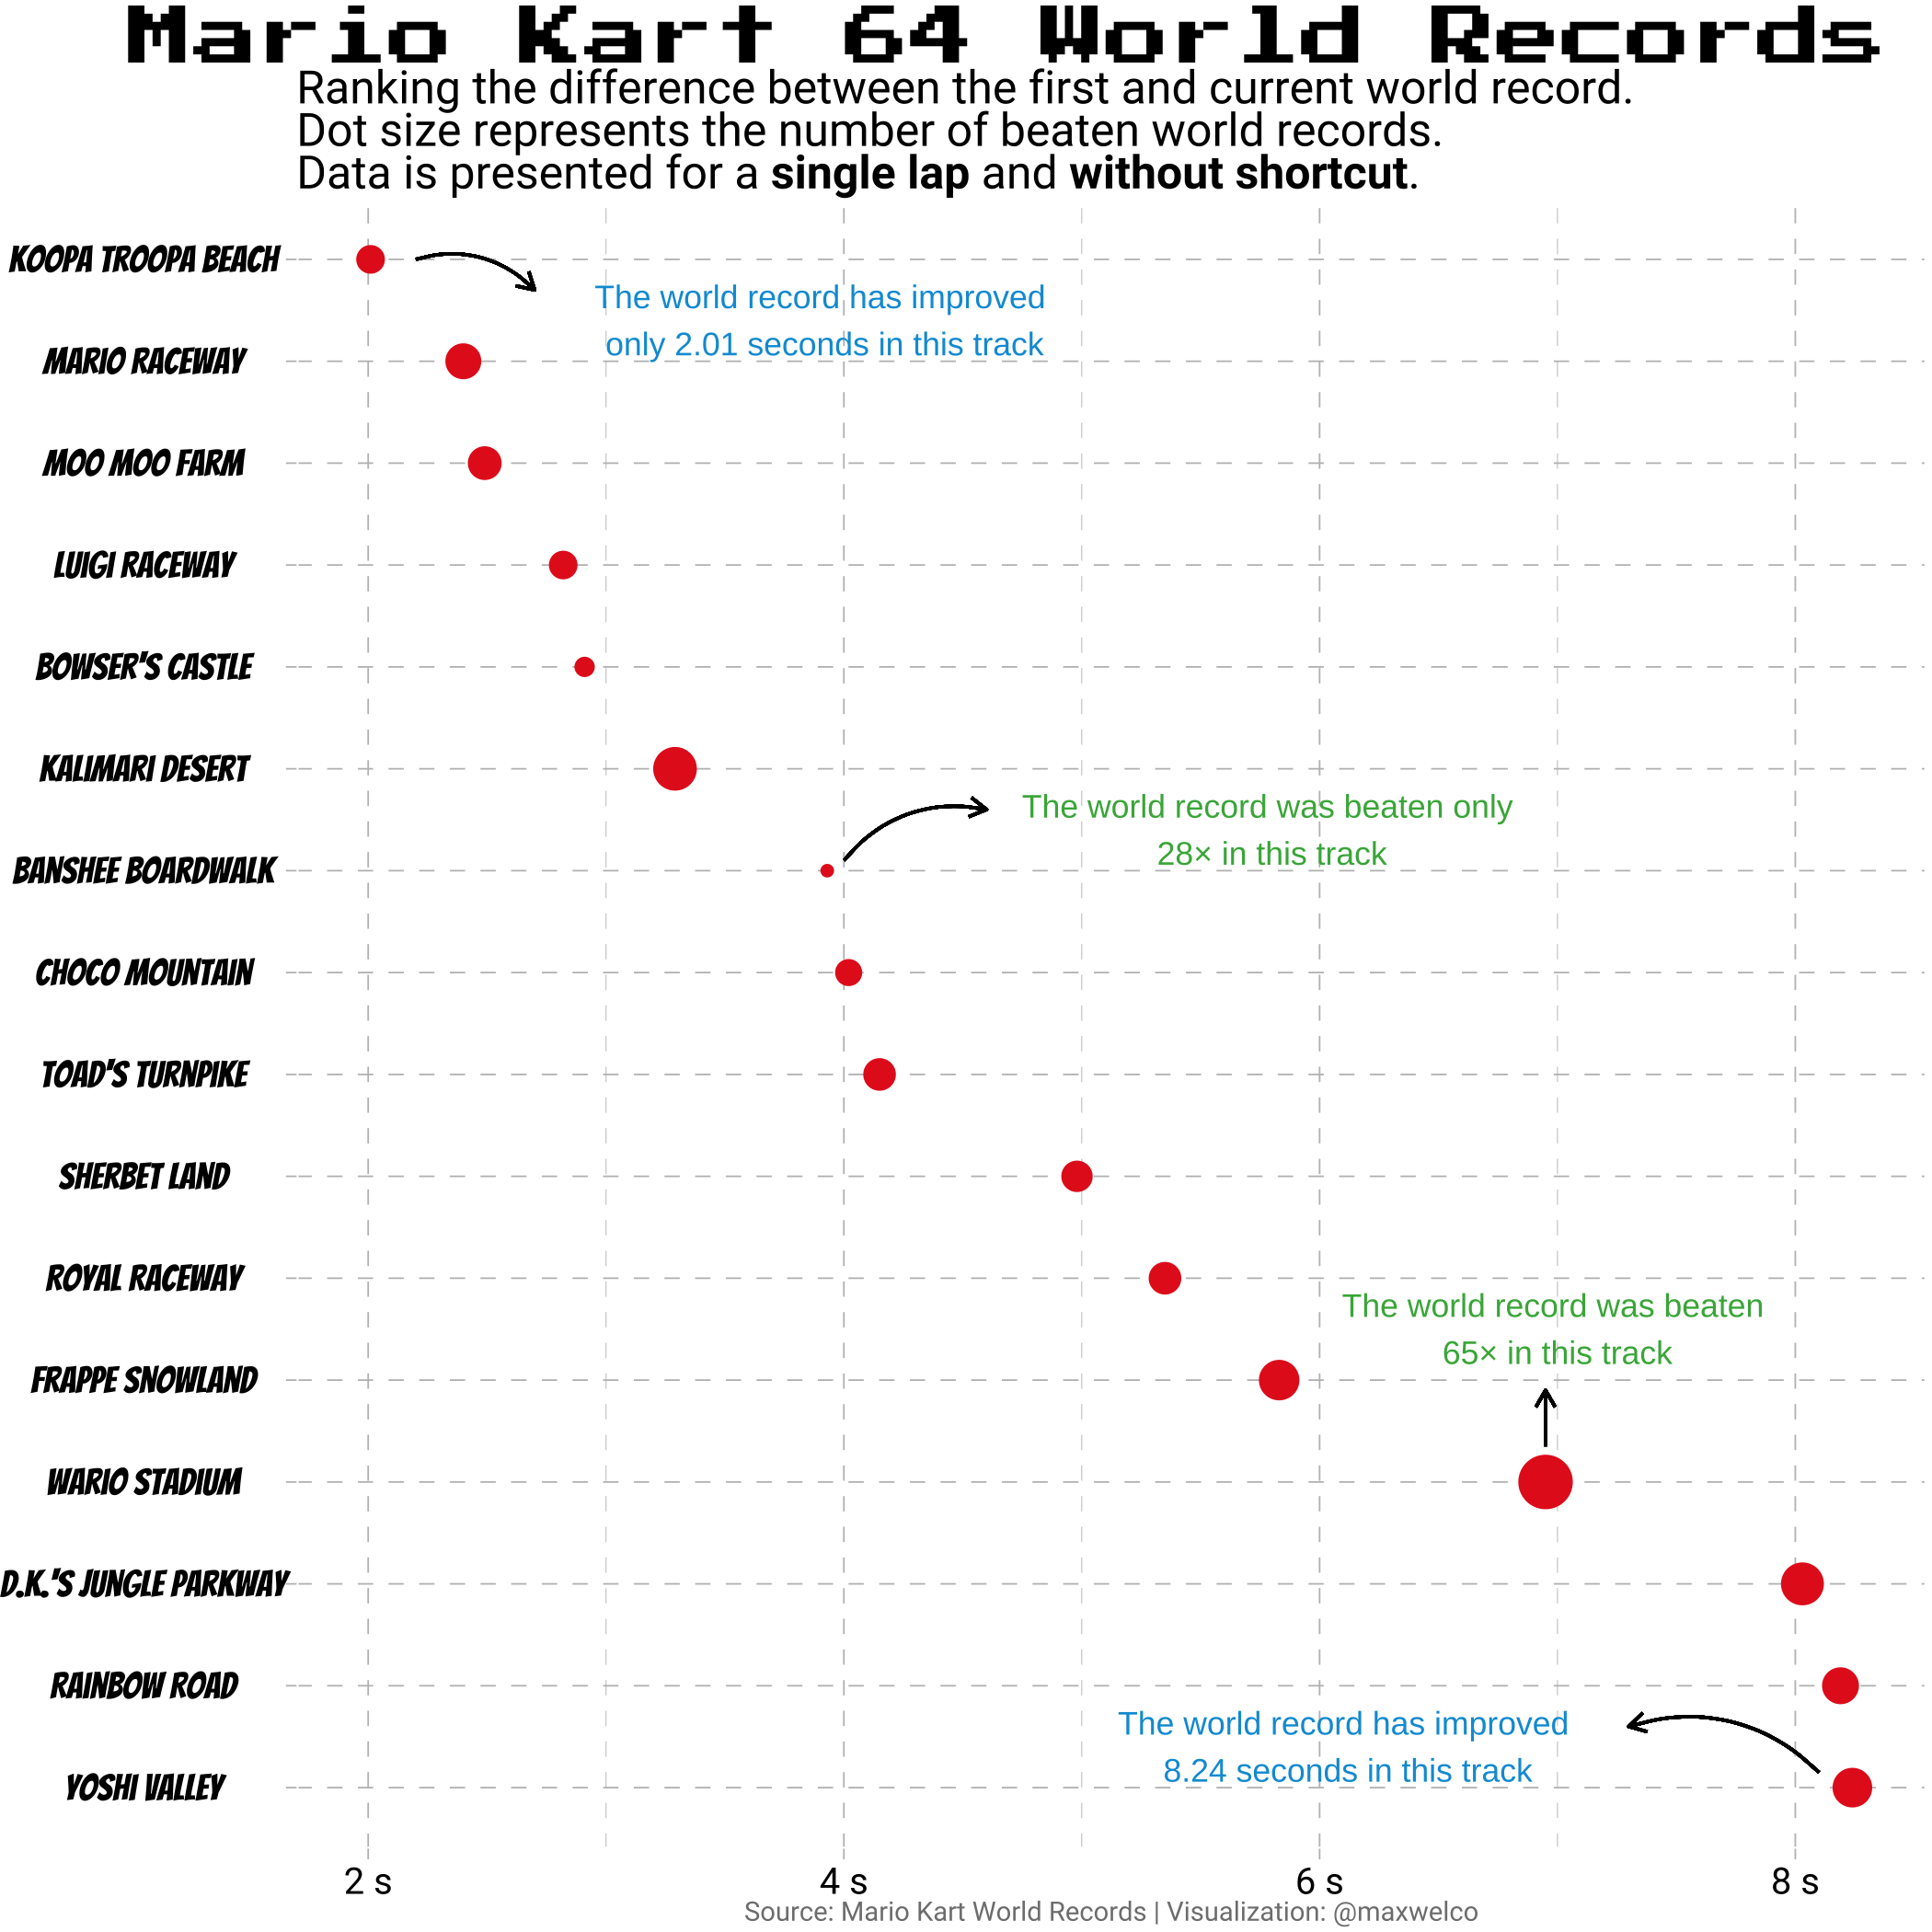 Mario Kart 64 World Records
Ranking the difference between the first and current world record.
Dot size represents the number of beaten world records.
Data is presented for a single lap and without shortcut.
KOOPA TROOPA BEACH
The world record has improved
only 2.01 seconds in this track
MARIO RACEWAY
MOO MOO FARM
LUIGI RACEWAY
BOWSER'S CASTLE
KALIMARI DESERT
The world record was beaten only
28× in this track
BANSHEE BOARDWALK
CHOCO MOUNTAIN
TOAD'S TURNPIKE
SHERBET LAND
ROYAL RACEWAY
The world record was beaten
65× in this track
FRAPPE SNOWLAND
WARIO STADIUM
D.K.'S JUNGLE PARKWAY
RAINBOW ROAD
The world record has improved
8.24 seconds in this track
YOSHI VALLEY
2 s 4 s 6 s 8 s
Source: Mario Kart World Records | Visualization: @maxwelco